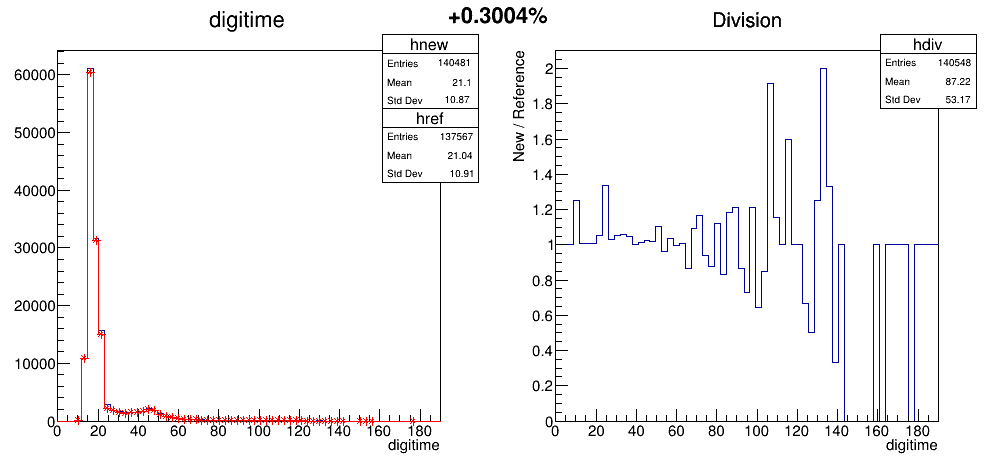 digitime
+0.3004%
Division
hnew
Entries 140481
Mean 21.1
Std Dev 10.87
href
Entries 137567
Mean 21.04
Std Dev 10.91
60000
50000
40000
30000
20000
10000
0
0 20 40 60 80 100 120 140 160 180
digitime
hdiv
Entries 140548
Mean 87.22
Std Dev 53.17
New / Reference
2
1.8
1.6
1.4
1.2
1
0.8
0.6
0.4
0.2
0
0 20 40 60 80 100 120 140 160 180
digitime